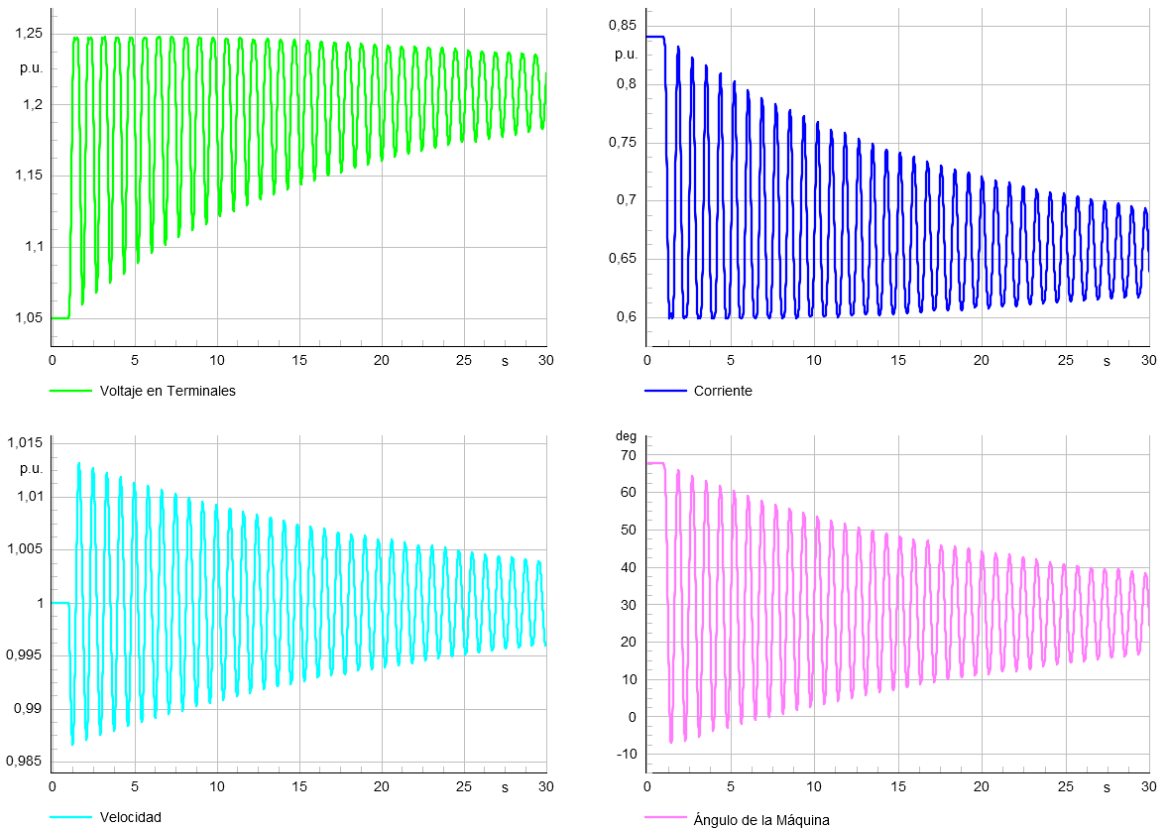 1,25
p.u.
1,2
1,15
1,1
1,05
0 5 10 15 20 25 s 30
Voltaje en Terminales
0,85
p.u.
0,8
0,75
0,7
0,65
0,6
0 5 10 15 20 25 s 30
Corriente
1,015
p.u.
1,01
1,005
1
0,995
0,99
0,985
0 5 10 15 20 25 s 30
Velocidad
deg
70
60
50
40
30
20
10
0
-10
0 5 10 15 20 25 s 30
Ángulo de la Máquina